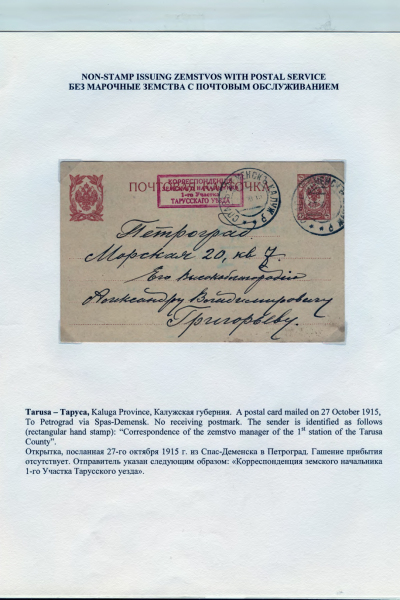 NON-STAMP ISSUING ZEMSTVOS WITH POSTAL SERVICE
БЕЗ МАРОЧНЫЕ ЗЕМСТВА С ПОЧТОВЫМ ОБСЛУЖИВАНИЕМ
КОРРЕСПОНДЕНЦІЯ
ЗЕМСКАГО НАЧАЛЬНИКА
1-го Участка
ТАРУССКАГО УѢЗДА
Петроград.
Морская 20, кв 7.
Его Высокоблагородію
Александру Владимировичу
Григорьеву.
Tarusa – Таруса, Kaluga Province, Калужская губерния. A postal card mailed on 27 October 1915,
To Petrograd via Spas-Demensk. No receiving postmark. The sender is identified as follows
(rectangular hand stamp): “Correspondence of the zemstvo manager of the 1st station of the Tarusa
County”.
Открытка, посланная 27-го октября 1915 г. из Спас-Деменска в Петроград. Гашение прибытия
отсутствует. Отправитель указан следующим образом: «Корреспонденция земского начальника
1-го Участка Тарусского уезда».